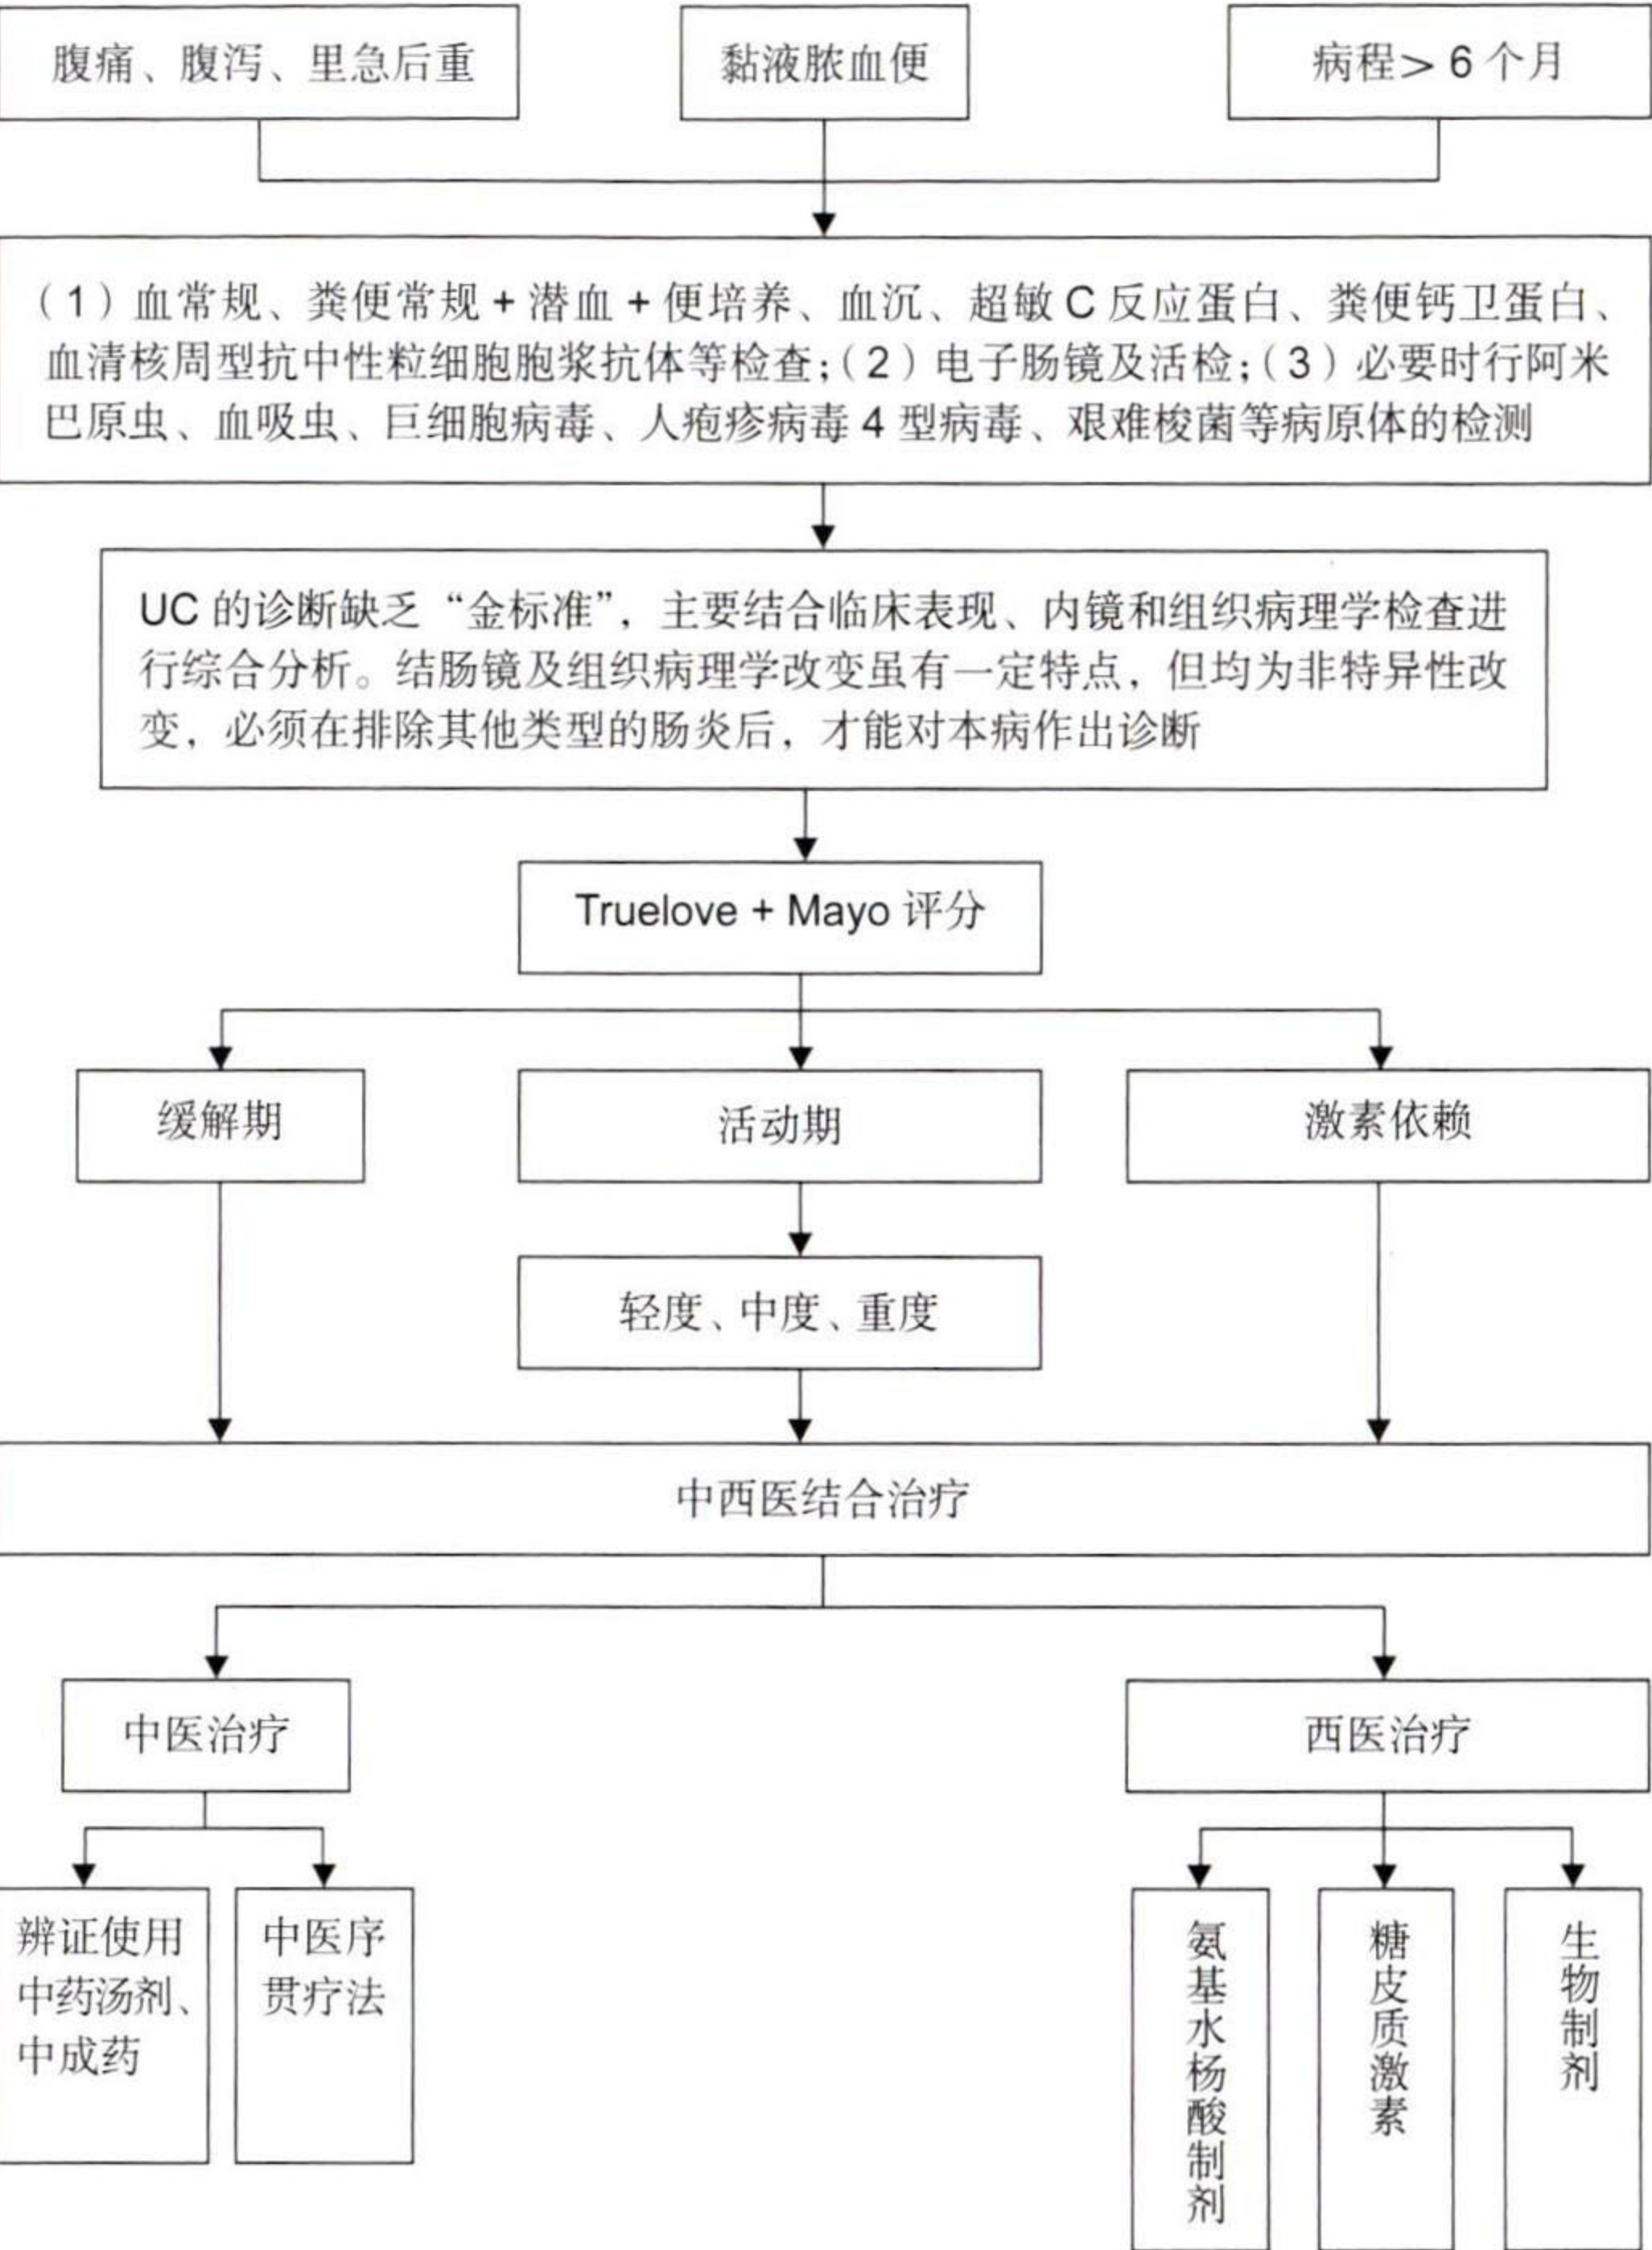 腹痛、腹泻、里急后重
黏液脓血便
病程＞6个月
（1）血常规、粪便常规+潜血+便培养、血沉、超敏C反应蛋白、粪便钙卫蛋白、
血清核周型抗中性粒细胞胞浆抗体等检查;（2）电子肠镜及活检;（3）必要时行阿米
巴原虫、血吸虫、巨细胞病毒、人疱疹病毒4型病毒、艰难梭菌等病原体的检测
UC的诊断缺乏“金标准”，主要结合临床表现、内镜和组织病理学检查进
行综合分析。结肠镜及组织病理学改变虽有一定特点，但均为非特异性改
变，必须在排除其他类型的肠炎后，才能对本病作出诊断
Truelove + Mayo 评分
缓解期
活动期
激素依赖
轻度、中度、重度
中西医结合治疗
中医治疗
西医治疗
辨证使用
中药汤剂、
中成药
中医序
贯疗法
氨基水杨酸制剂
糖皮质激素
生物制剂